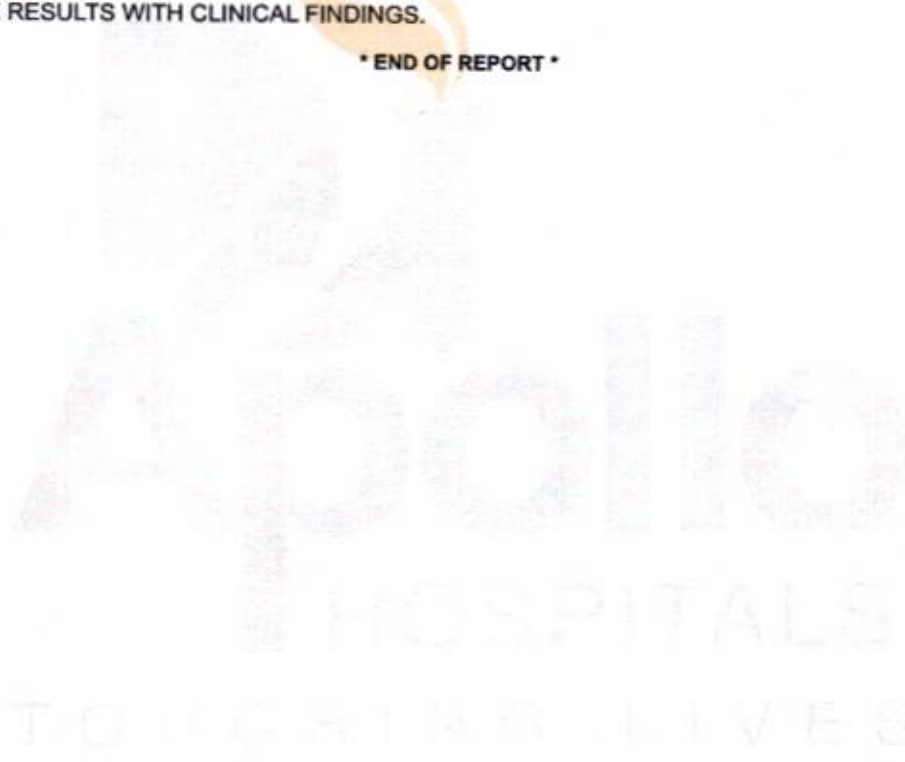 RESULTS WITH CLINICAL FINDINGS.
* END OF REPORT *
Apollo
HOSPITALS
TOUCHING LIVES